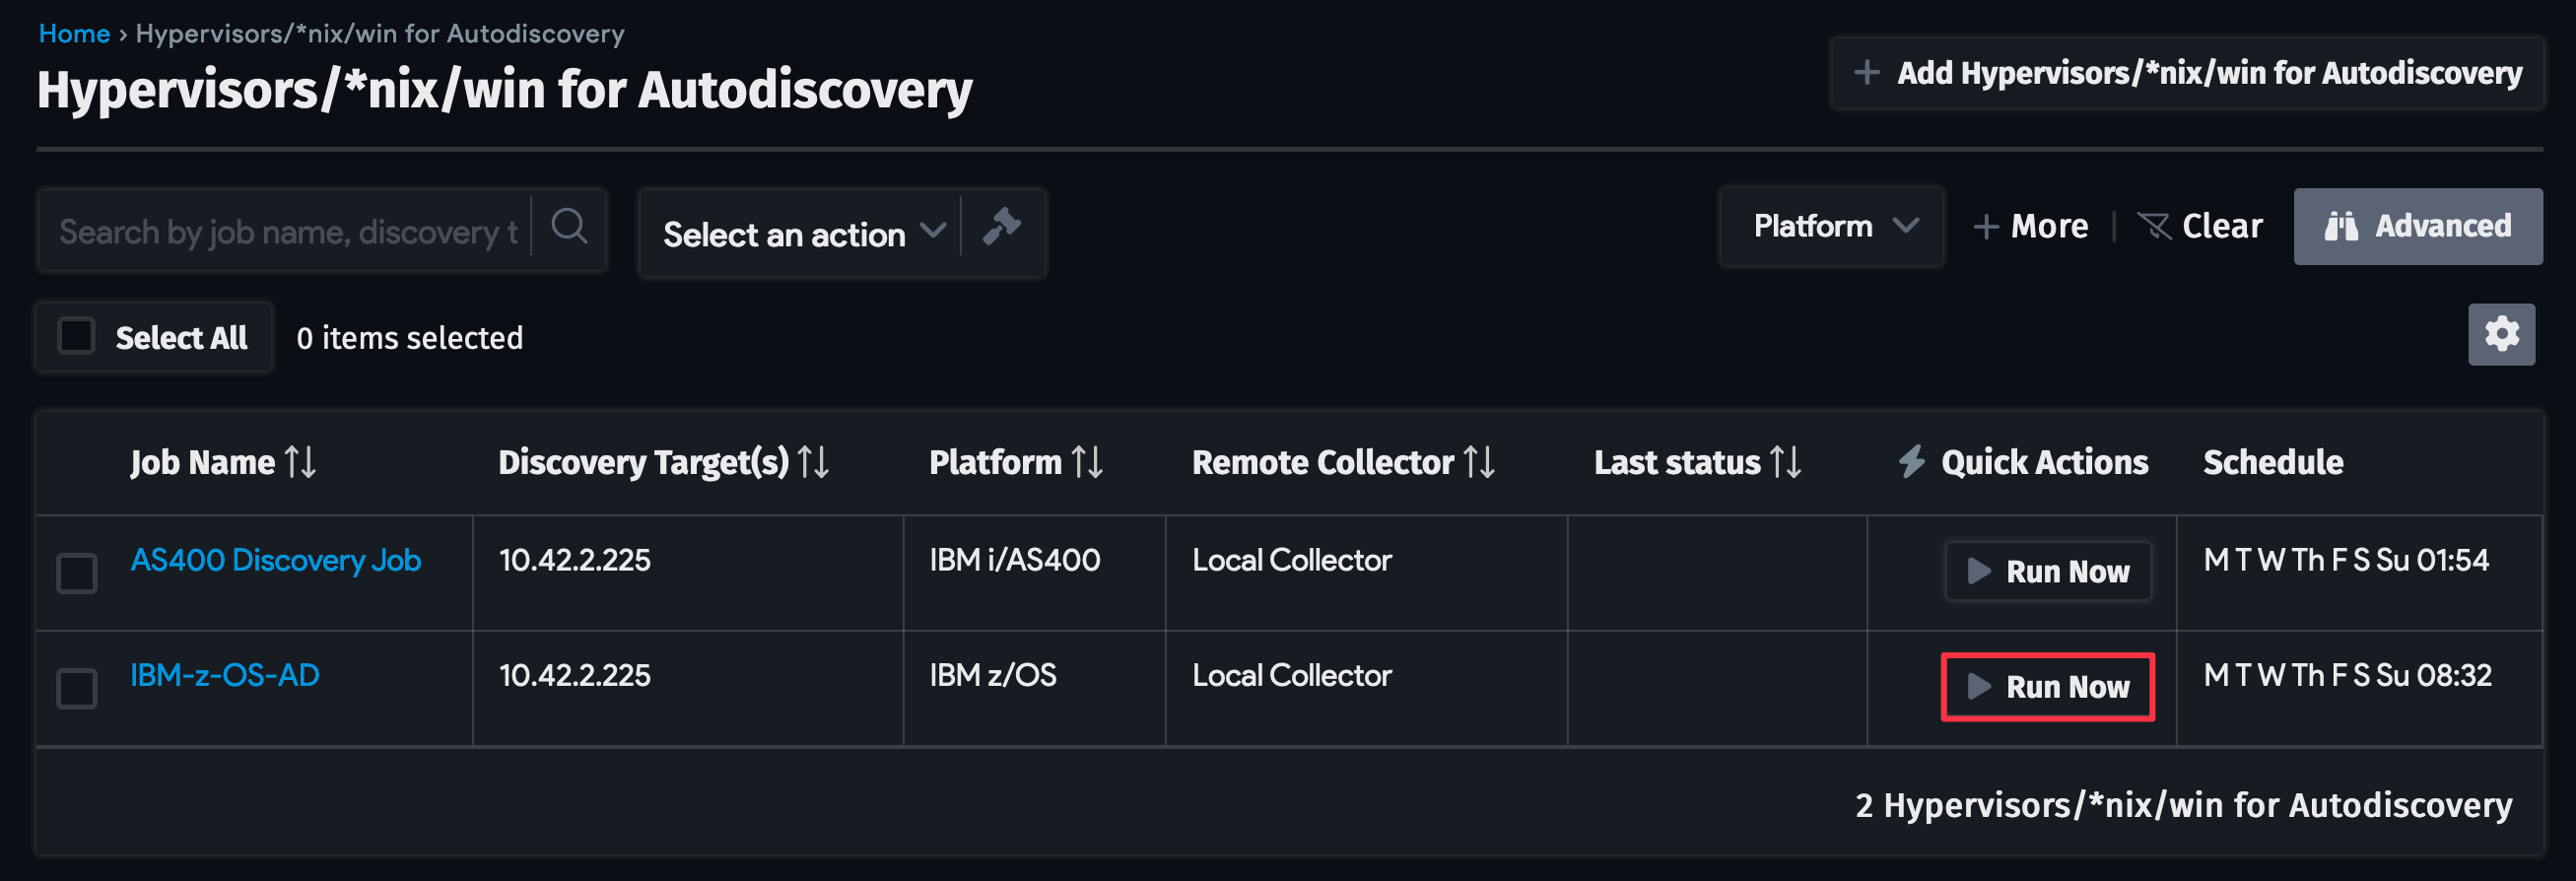 Home › Hypervisors/*nix/win for Autodiscovery
Hypervisors/*nix/win for Autodiscovery
+ Add Hypervisors/*nix/win for Autodiscovery
Search by job name, discovery t
Select an action
Platform
+ More
Clear
Advanced
Select All
0 items selected
Job Name Discovery Target(s) Platform Remote Collector Last status Quick Actions Schedule
AS400 Discovery Job 10.42.2.225 IBM i/AS400 Local Collector Run Now M T W Th F S Su 01:54
IBM-z-OS-AD 10.42.2.225 IBM z/OS Local Collector Run Now M T W Th F S Su 08:32
2 Hypervisors/*nix/win for Autodiscovery